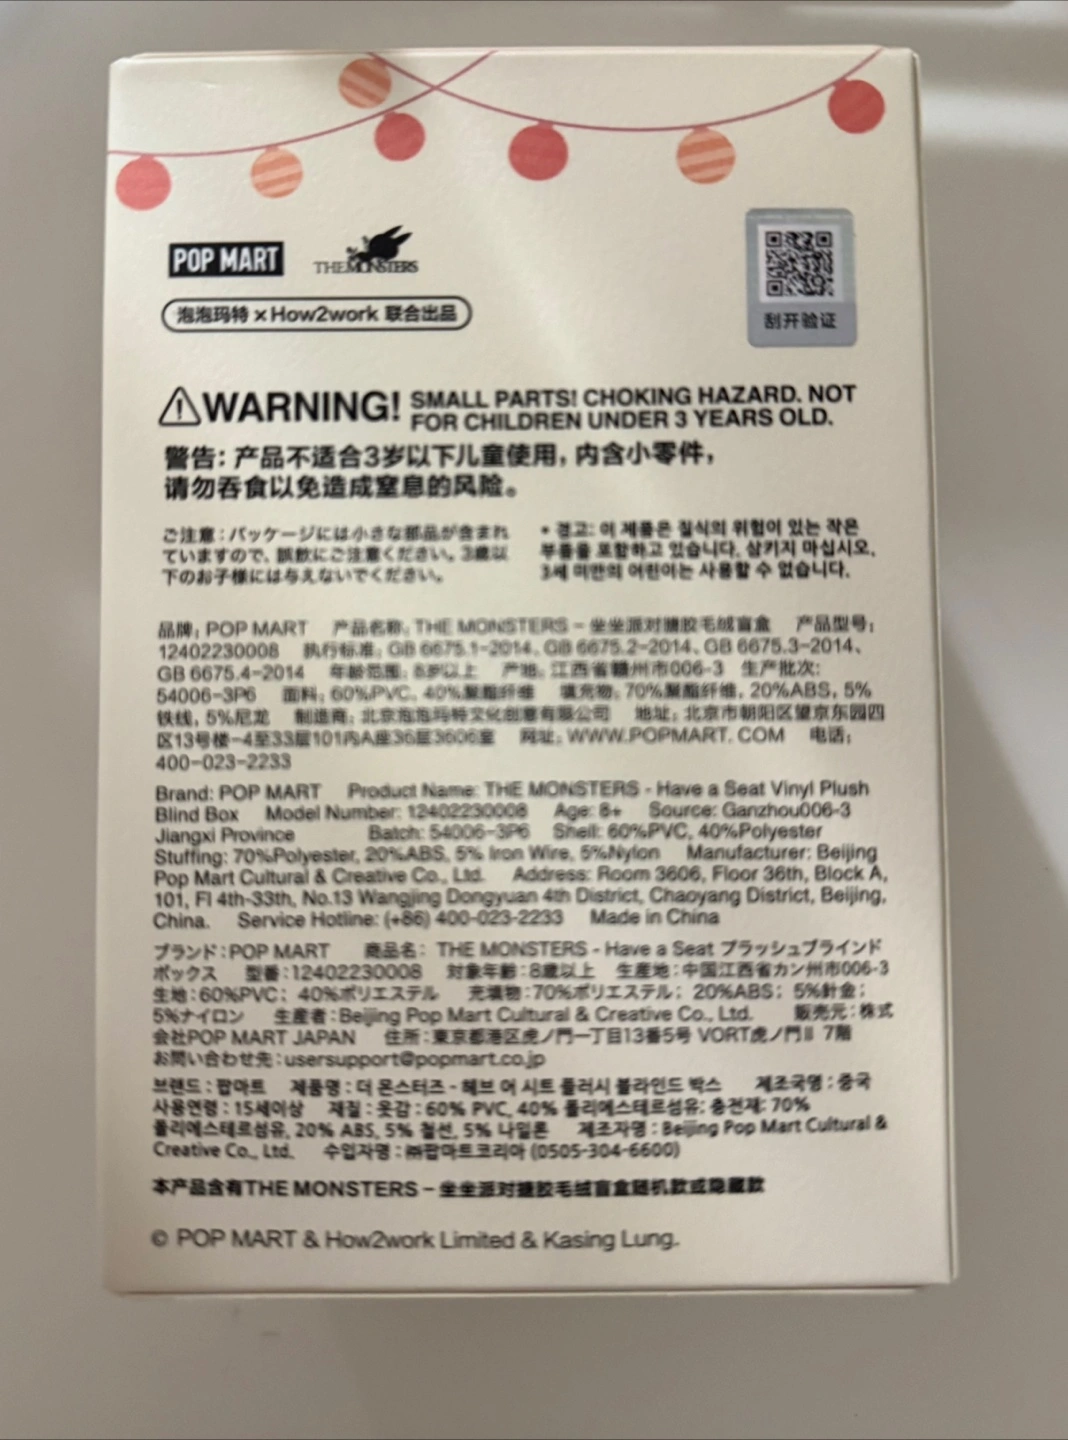 POP MART
THE MONSTERS
泡泡玛特 × How2work 联合出品
刮开验证
WARNING! SMALL PARTS! CHOKING HAZARD. NOT
FOR CHILDREN UNDER 3 YEARS OLD.
警告: 产品不适合3岁以下儿童使用, 内含小零件,
请勿吞食以免造成窒息的风险。
ご注意:パッケージには小さな部品が含まれ
ていますので、誤飲にご注意ください。3歳以
下のお子様には与えないでください。
• 경고: 이 제품은 질식의 위험이 있는 작은
부품을 포함하고 있습니다. 삼키지 마십시오.
3세 미만의 어린이는 사용할 수 없습니다.
品牌: POP MART 产品名称: THE MONSTERS - 坐坐派对搪胶毛绒盲盒 产品型号:
12402230008 执行标准: GB 6675.1-2014、GB 6675.2-2014、GB 6675.3-2014、
GB 6675.4-2014 年龄范围: 8岁以上 产地: 江西省赣州市006-3 生产批次:
54006-3P6 面料: 60%PVC, 40%聚酯纤维 填充物: 70%聚酯纤维, 20%ABS, 5%
铁线, 5%尼龙 制造商: 北京泡泡玛特文化创意有限公司 地址: 北京市朝阳区望京东园四
区13号楼-4至33层101内A座36层3606室 网址: WWW.POPMART.COM 电话:
400-023-2233
Brand: POP MART Product Name: THE MONSTERS - Have a Seat Vinyl Plush
Blind Box Model Number: 12402230008 Age: 8+ Source: Ganzhou006-3
Jiangxi Province Batch: 54006-3P6 Shell: 60%PVC, 40%Polyester
Stuffing: 70%Polyester, 20%ABS, 5% Iron Wire, 5%Nylon Manufacturer: Beijing
Pop Mart Cultural & Creative Co., Ltd. Address: Room 3606, Floor 36th, Block A,
101, Fl 4th-33th, No.13 Wangjing Dongyuan 4th District, Chaoyang District, Beijing,
China. Service Hotline: (+86) 400-023-2233 Made in China
ブランド:POP MART 商品名: THE MONSTERS - Have a Seat プラッシュブラインド
ボックス 型番:12402230008 対象年齢:8歳以上 生産地:中国江西省カン州市006-3
生地:60%PVC; 40%ポリエステル 充填物:70%ポリエステル; 20%ABS; 5%針金;
5%ナイロン 生産者:Beijing Pop Mart Cultural & Creative Co., Ltd. 販売元:株式
会社POP MART JAPAN 住所:東京都港区虎ノ門一丁目13番5号 VORT虎ノ門Ⅱ 7階
お問い合わせ先:usersupport@popmart.co.jp
브랜드:팝마트 제품명:더 몬스터즈 - 헤브 어 시트 플러시 블라인드 박스 제조국명:중국
사용연령:15세이상 재질:옷감:60% PVC, 40% 폴리에스테르섬유; 충전재: 70%
폴리에스테르섬유, 20% ABS, 5% 철선, 5% 나일론 제조자명:Beijing Pop Mart Cultural &
Creative Co., Ltd. 수입자명:㈜팝마트코리아 (0505-304-6600)
本产品含有THE MONSTERS - 坐坐派对搪胶毛绒盲盒随机款或隐藏款
© POP MART & How2work Limited & Kasing Lung.